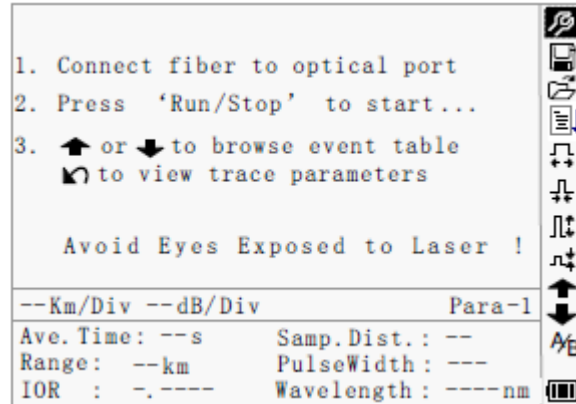 1. Connect fiber to optical port
2. Press ‘Run/Stop’ to start...
3. ⬆ or ⬇ to browse event table
to view trace parameters
Avoid Eyes Exposed to Laser !
--Km/Div --dB/Div Para-1
Ave.Time: --s Samp.Dist.: --
Range: --km PulseWidth: ---
IOR : -.---- Wavelength: ----nm
A/B